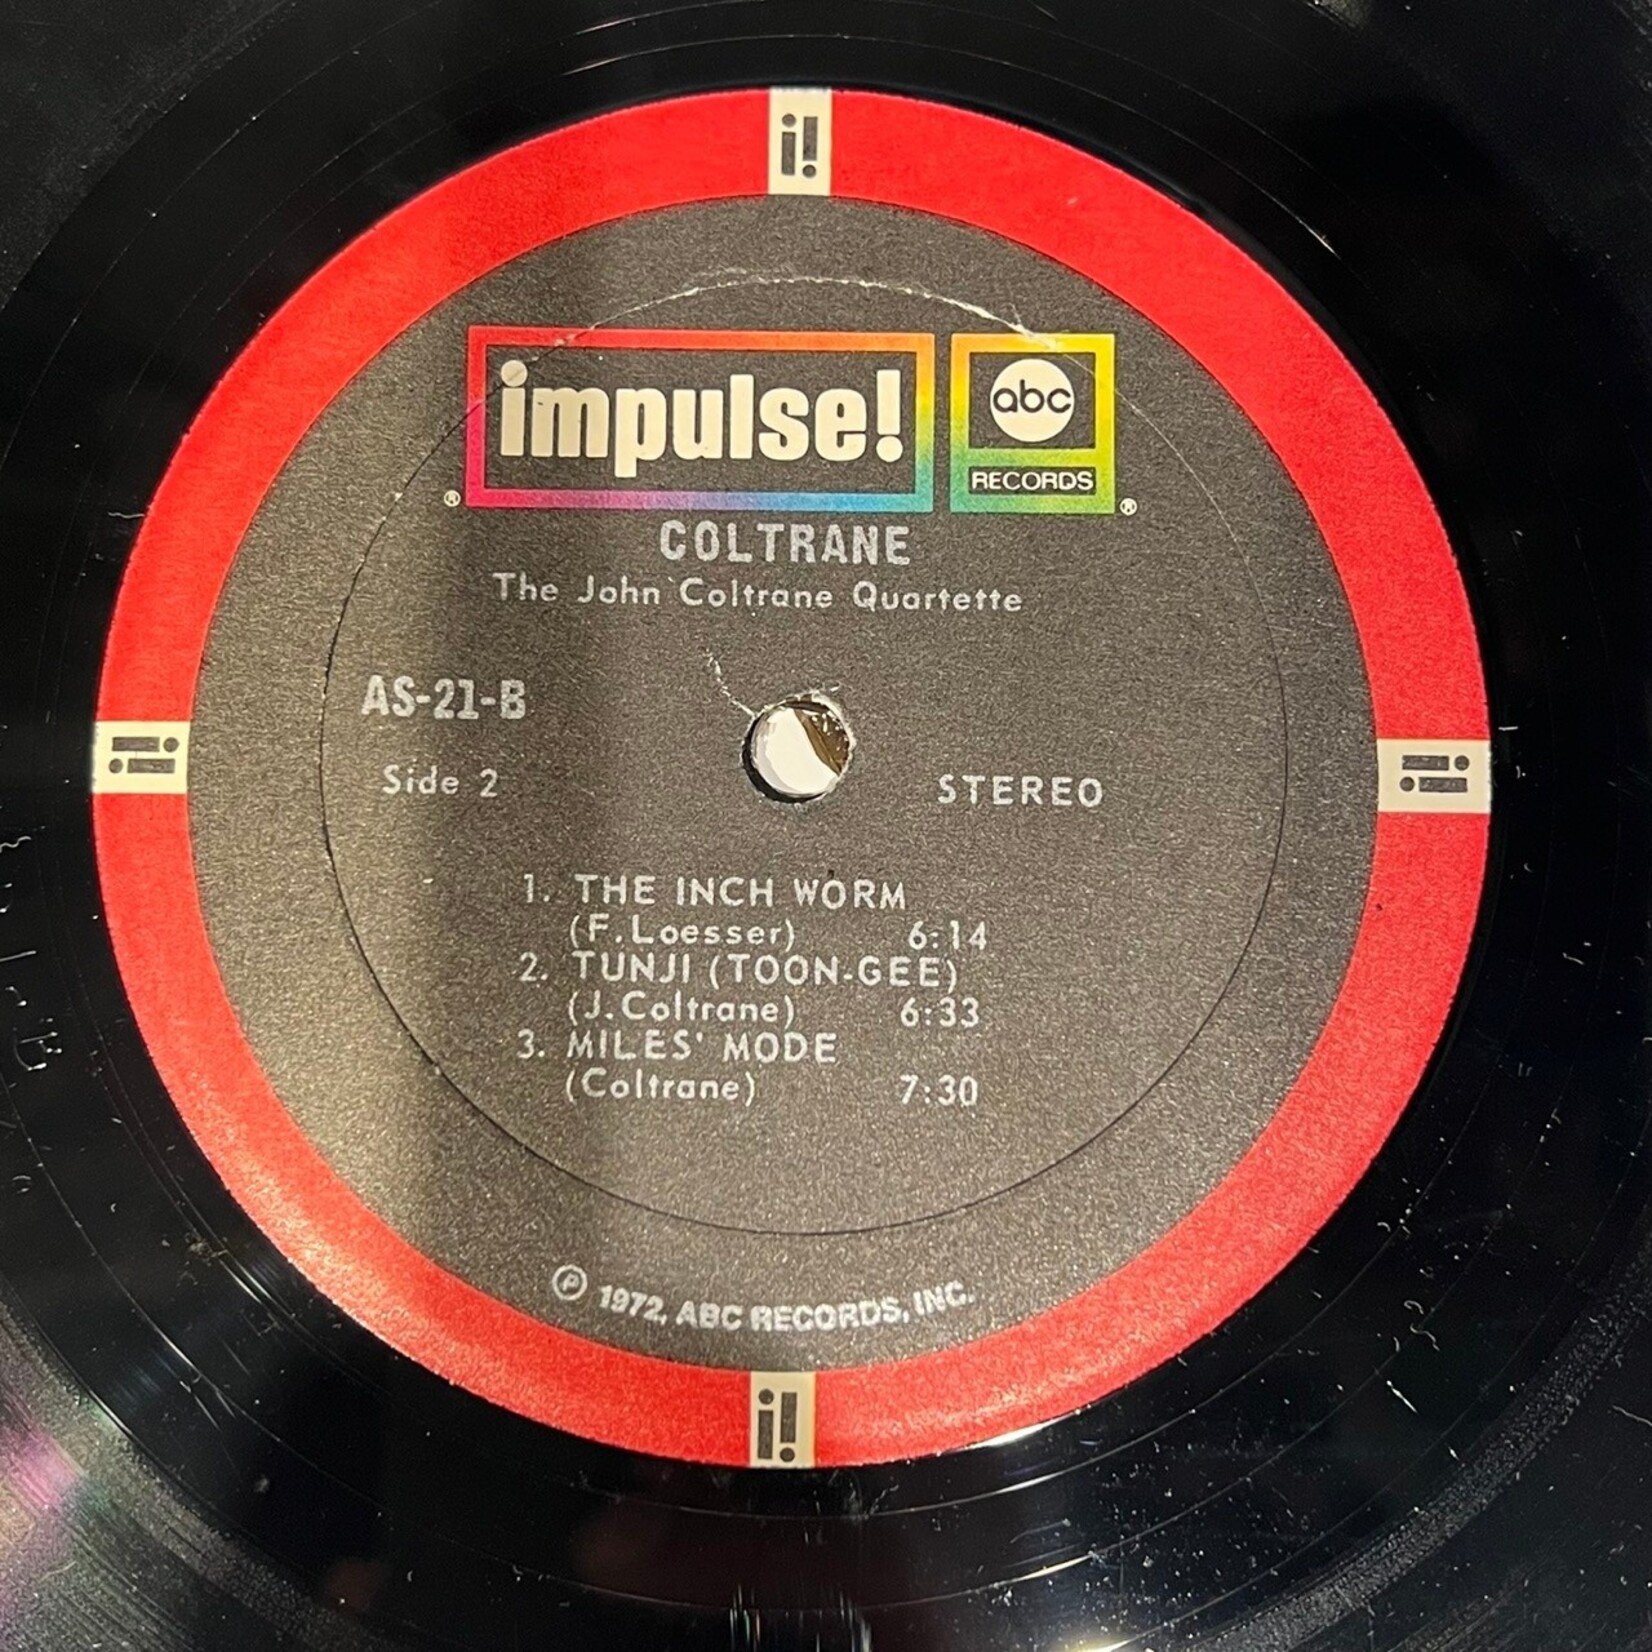 i!
impulse!
abc
RECORDS
® ®
COLTRANE
The John Coltrane Quartette
AS-21-B
Side 2
STEREO
i!
i!
1. THE INCH WORM
(F. Loesser) 6:14
2. TUNJI (TOON-GEE)
(J. Coltrane) 6:33
3. MILES' MODE
(Coltrane) 7:30
℗ 1972, ABC RECORDS, INC.
i!